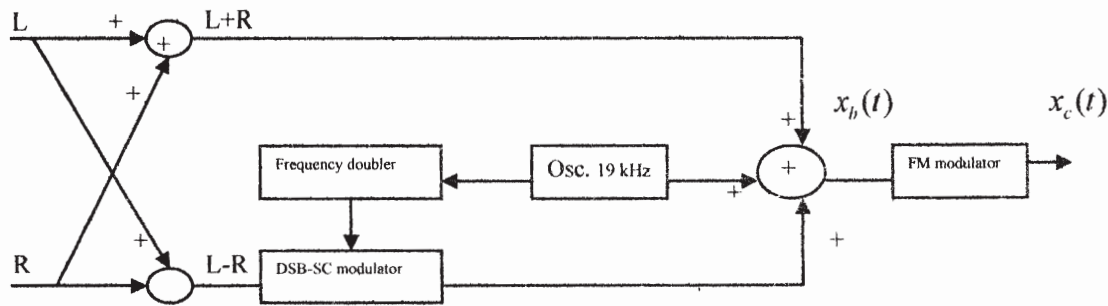 L + + L+R
+
+ x_b(t) x_c(t)
Frequency doubler Osc. 19 kHz + + + FM modulator
+
R L-R DSB-SC modulator +